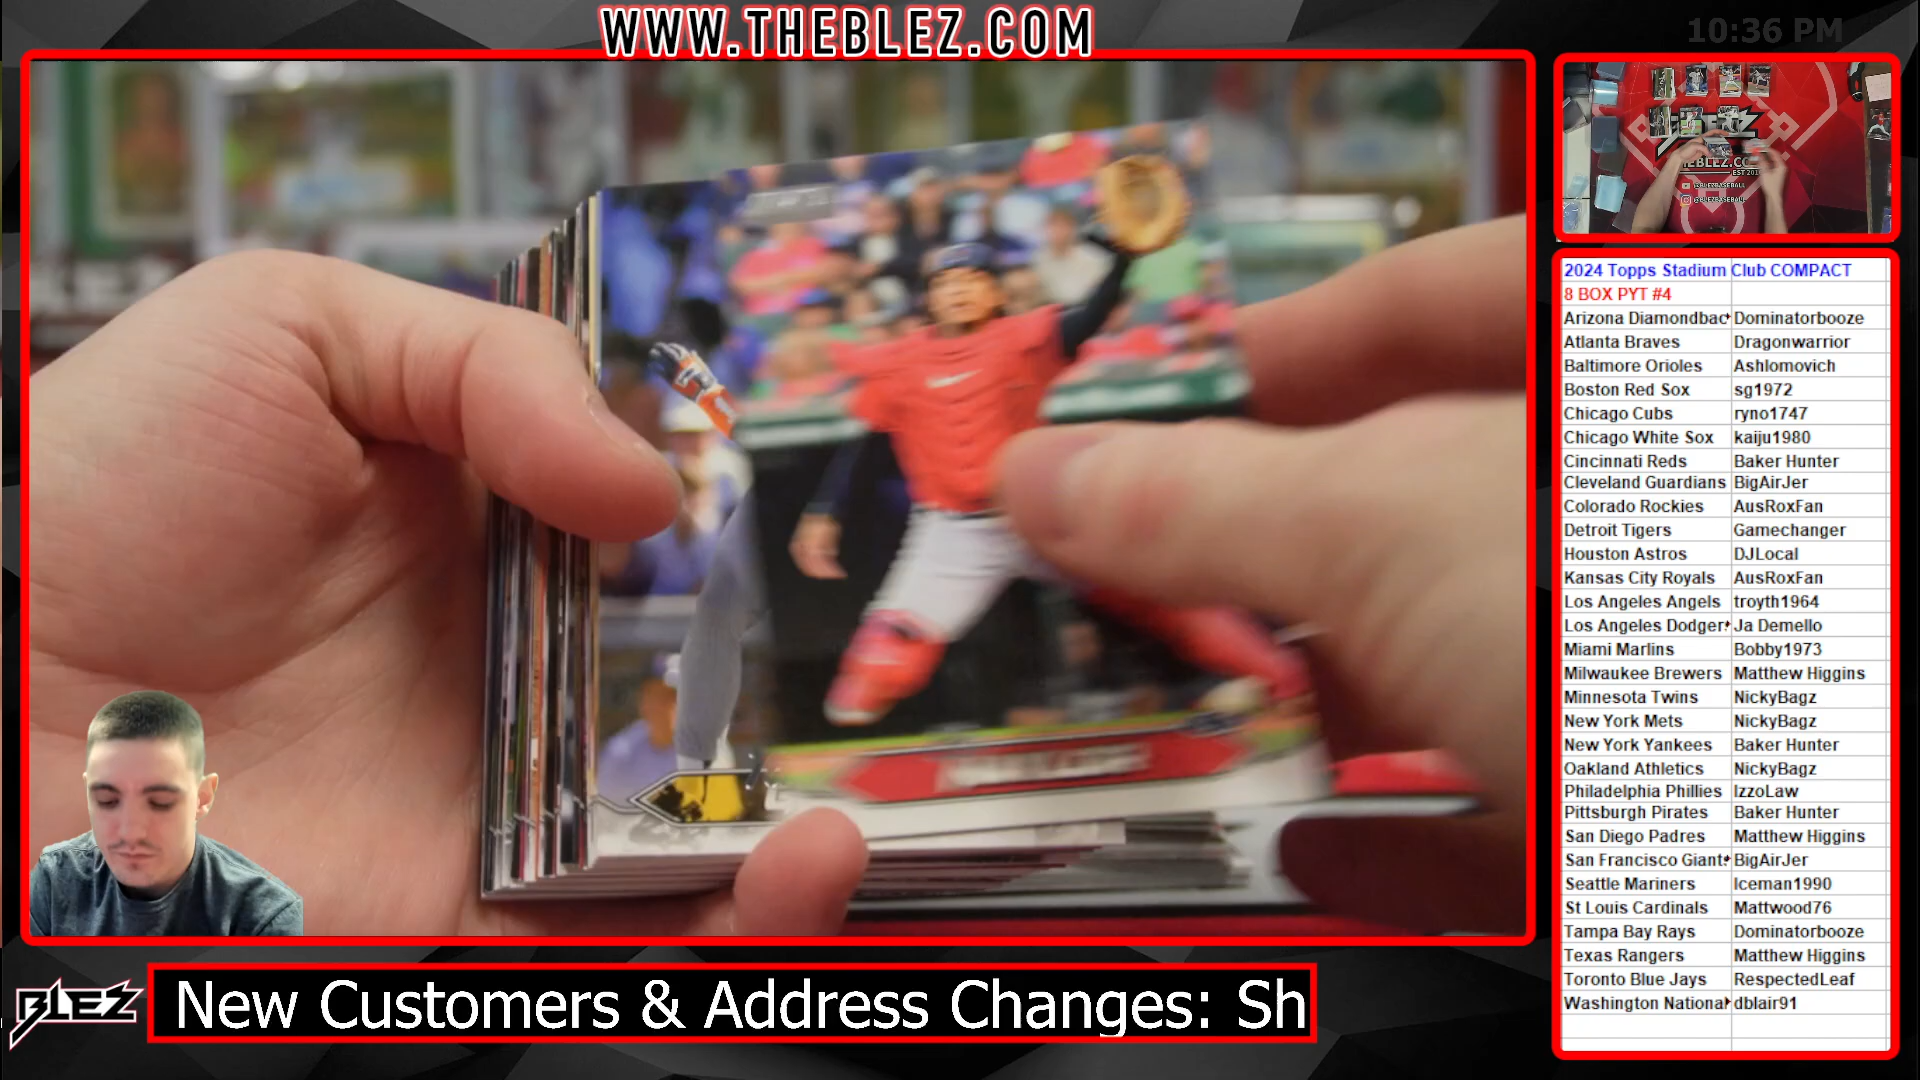 WWW.THEBLEZ.COM
10:36 PM
2024 Topps Stadium Club COMPACT
8 BOX PYT #4
Arizona Diamondbac Dominatorbooze
Atlanta Braves Dragonwarrior
Baltimore Orioles Ashlomovich
Boston Red Sox sg1972
Chicago Cubs ryno1747
Chicago White Sox kaiju1980
Cincinnati Reds Baker Hunter
Cleveland Guardians BigAirJer
Colorado Rockies AusRoxFan
Detroit Tigers Gamechanger
Houston Astros DJLocal
Kansas City Royals AusRoxFan
Los Angeles Angels troyth1964
Los Angeles Dodger Ja Demello
Miami Marlins Bobby1973
Milwaukee Brewers Matthew Higgins
Minnesota Twins NickyBagz
New York Mets NickyBagz
New York Yankees Baker Hunter
Oakland Athletics NickyBagz
Philadelphia Phillies IzzoLaw
Pittsburgh Pirates Baker Hunter
San Diego Padres Matthew Higgins
San Francisco Giant BigAirJer
Seattle Mariners Iceman1990
St Louis Cardinals Mattwood76
Tampa Bay Rays Dominatorbooze
Texas Rangers Matthew Higgins
Toronto Blue Jays RespectedLeaf
Washington Nationa dblair91
BLEZ
New Customers & Address Changes: Sh